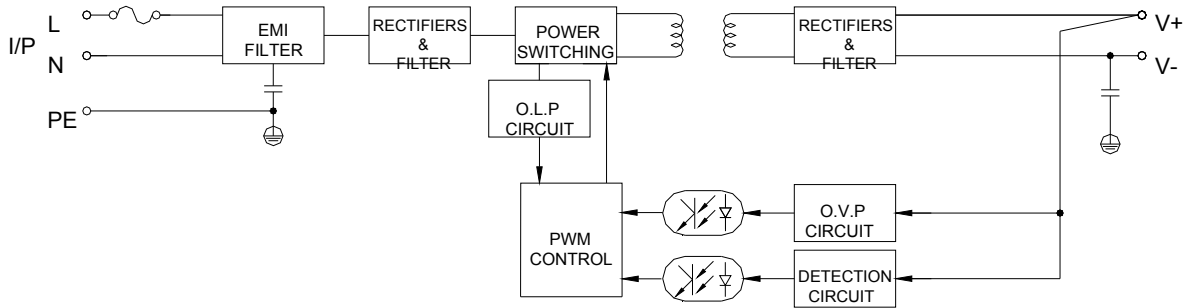 I/P
L
N
PE
EMI
FILTER
RECTIFIERS
&
FILTER
POWER
SWITCHING
RECTIFIERS
&
FILTER
V+
V-
O.L.P
CIRCUIT
PWM
CONTROL
O.V.P
CIRCUIT
DETECTION
CIRCUIT